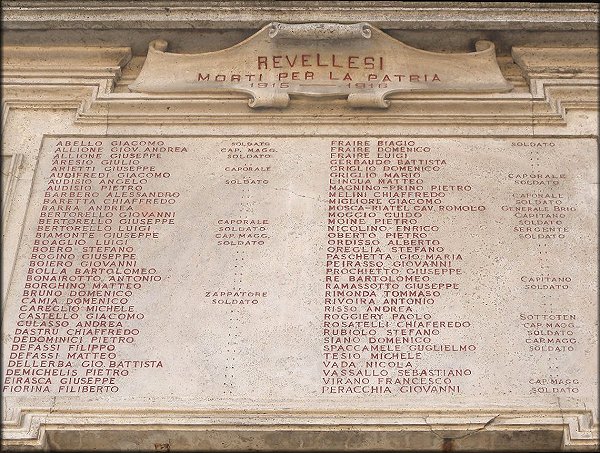 REVELLESI
MORTI PER LA PATRIA
1915 - 1918
ABELLO GIACOMO SOLDATO
ALLIONE GIOV. ANDREA CAP. MAGG.
ALLIONE GIUSEPPE SOLDATO
ARESIO GIULIO
ARIETTI GIUSEPPE CAPORALE
AUDIFREDI GIACOMO
AUDISIO ANGELO SOLDATO
AUDISIO PIETRO
BARBERO ALESSANDRO
BARETTA CHIAFFREDO
BARRA ANDREA
BERTORELLO GIOVANNI
BERTORELLO GIUSEPPE CAPORALE
BERTORELLO LUIGI SOLDATO
BIAMONTE GIUSEPPE CAP. MAGG.
BOAGLIO LUIGI SOLDATO
BOERO STEFANO
BOGINO GIUSEPPE
BOIERO GIOVANNI
BOLLA BARTOLOMEO
BONAIROTTO ANTONIO
BORGHINO MATTEO
BRUNO DOMENICO ZAPPATORE
CAMIA DOMENICO SOLDATO
CAREGLIO MICHELE
CASTELLO GIACOMO
CULASSO ANDREA
DASTRU CHIAFFREDO
DEDOMINICI PIETRO
DEFASSI FILIPPO
DEFASSI MATTEO
DELLERBA GIO. BATTISTA
DEMICHELIS PIETRO
EIRASCA GIUSEPPE
FIORINA FILIBERTO
FRAIRE BIAGIO SOLDATO
FRAIRE DOMENICO
FRAIRE LUIGI
GERBAUDO BATTISTA
GRIGLIO DOMENICO
GRIGLIO MARIO CAPORALE
LINGUA MATTEO SOLDATO
MAGNINO-PRINO PIETRO
MELINI CHIAFFREDO CAPORALE
MIGLIORE GIACOMO SOLDATO
MOSCA-RIATEL CAV. ROMOLO GENERALE BRIG.
MOGGIO GUIDO CAPITANO
MOINE PIETRO SOLDATO
NICOLINO ENRICO SERGENTE
OBERTO PIETRO SOLDATO
ORDISSO ALBERTO
OREGLIA STEFANO
PASCHETTA GIO. MARIA
PEIRASSO GIOVANNI
PROCHIETTO GIUSEPPE
RE BARTOLOMEO CAPITANO
RAMASSOTTO GIUSEPPE SOLDATO
RIMONDA TOMMASO
RIVOIRA ANTONIO
RISSO ANDREA
ROGGIERY PAOLO SOTTOTEN.
ROSATELLI CHIAFEREDO CAP. MAGG.
RUBIOLO STEFANO SOLDATO
SIANO DOMENICO CAP. MAGG.
SPACCAMELE GUGLIELMO SOLDATO
TESIO MICHELE
VADA NICOLA
VASSALLO SEBASTIANO
VIRANO FRANCESCO CAP. MAGG.
PERACCHIA GIOVANNI SOLDATO